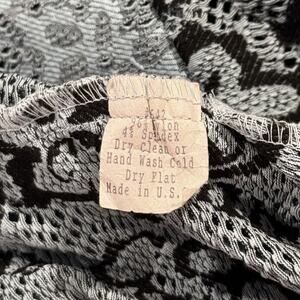 4% Spandex
Dry Clean or
Hand Wash Cold
Dry Flat
Made in U.S.